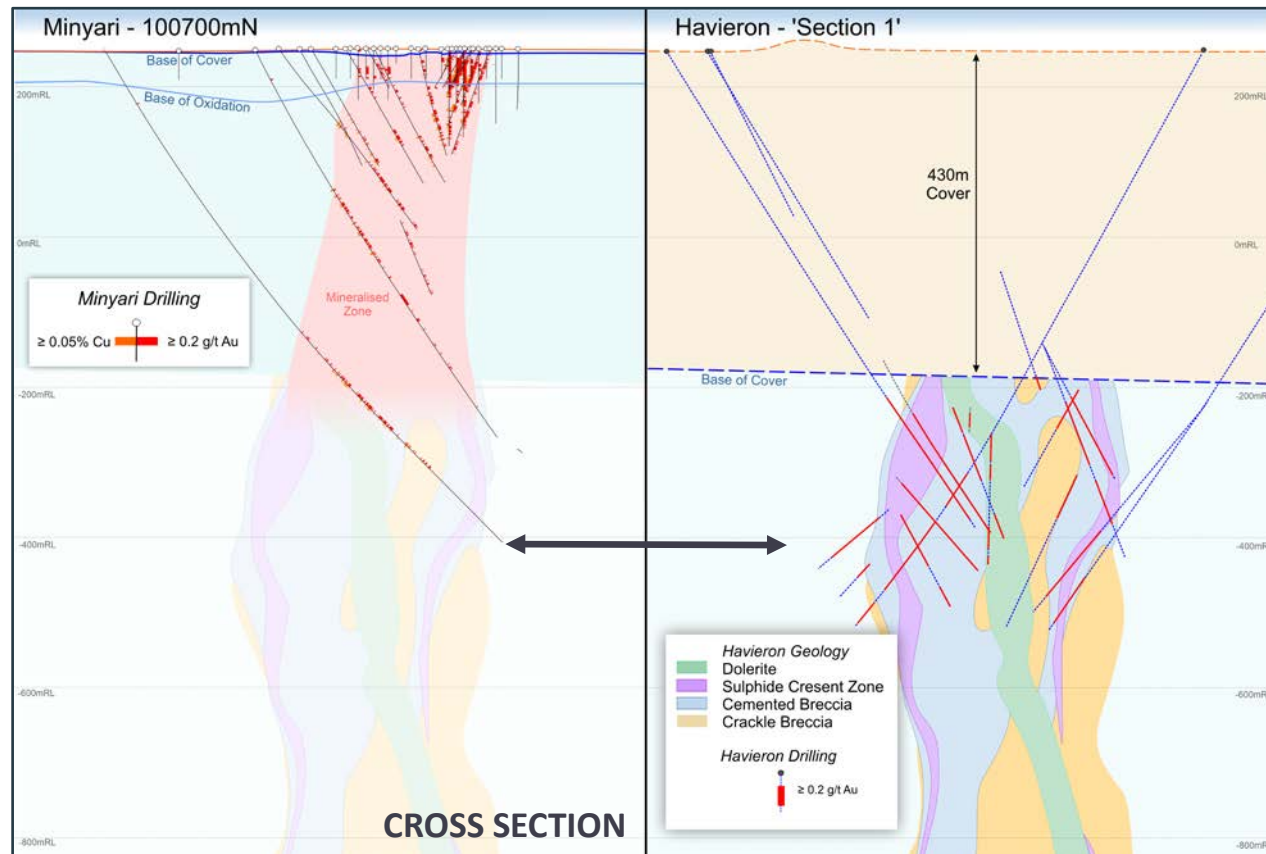 Minyari - 100700mN
Base of Cover
Base of Oxidation
200mRL
0mRL
Minyari Drilling
≥ 0.05% Cu
≥ 0.2 g/t Au
Mineralised
Zone
-200mRL
-400mRL
-600mRL
-800mRL
CROSS SECTION
Havieron - 'Section 1'
200mRL
430m
Cover
0mRL
Base of Cover
-200mRL
-400mRL
Havieron Geology
Dolerite
Sulphide Cresent Zone
Cemented Breccia
Crackle Breccia
Havieron Drilling
≥ 0.2 g/t Au
-600mRL
-800mRL